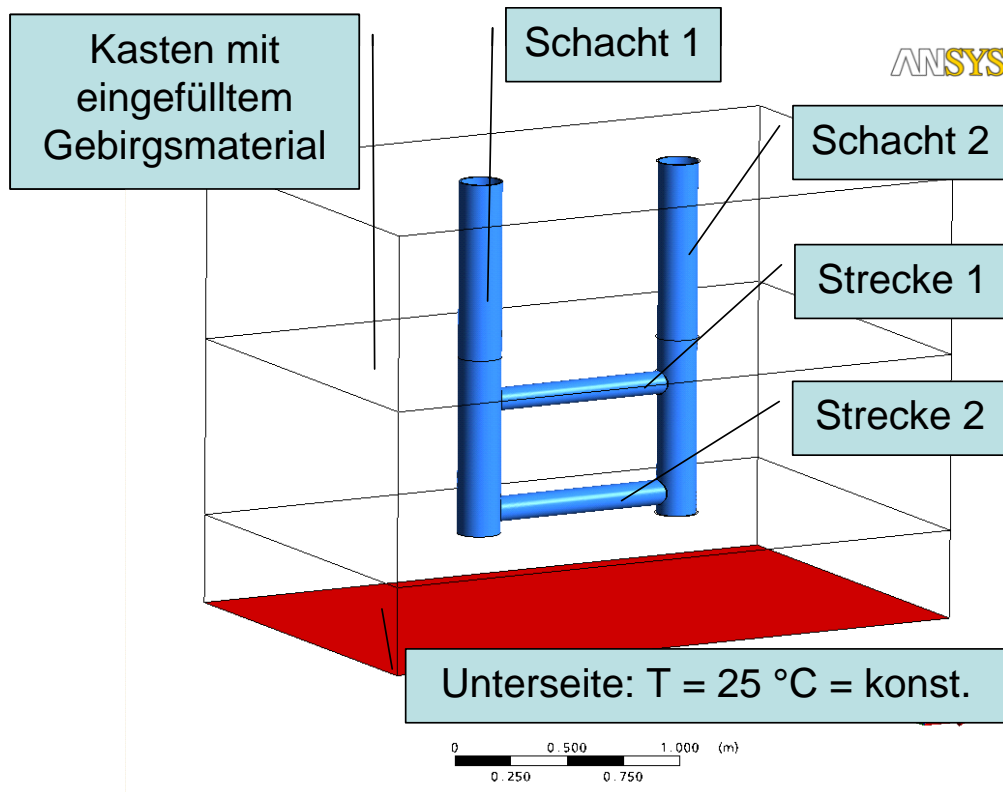 Kasten mit
eingefülltem
Gebirgsmaterial
Schacht 1
ANSYS
Schacht 2
Strecke 1
Strecke 2
Unterseite: T = 25 °C = konst.
0 0.500 1.000 (m)
0.250 0.750